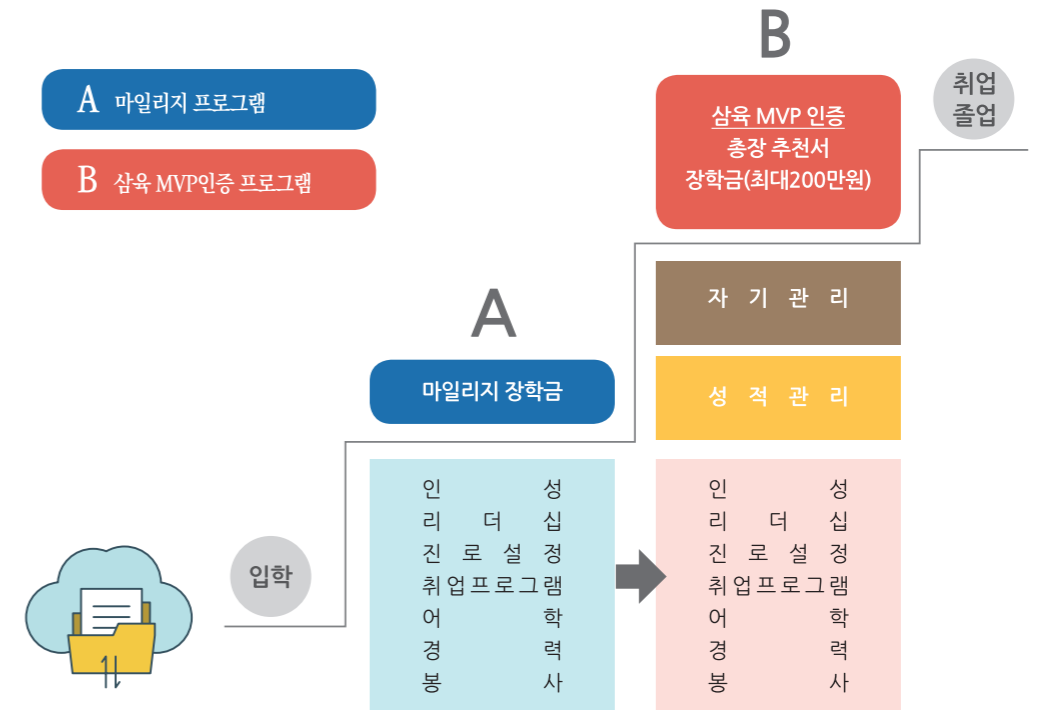 A 마일리지 프로그램
B 삼육 MVP인증 프로그램
B
삼육 MVP 인증
총장 추천서
장학금(최대200만원)
취업
졸업
자기관리
성적관리
A
마일리지 장학금
입학
인성
리더십
진로설정
취업프로그램
어학
경력
봉사
인성
리더십
진로설정
취업프로그램
어학
경력
봉사